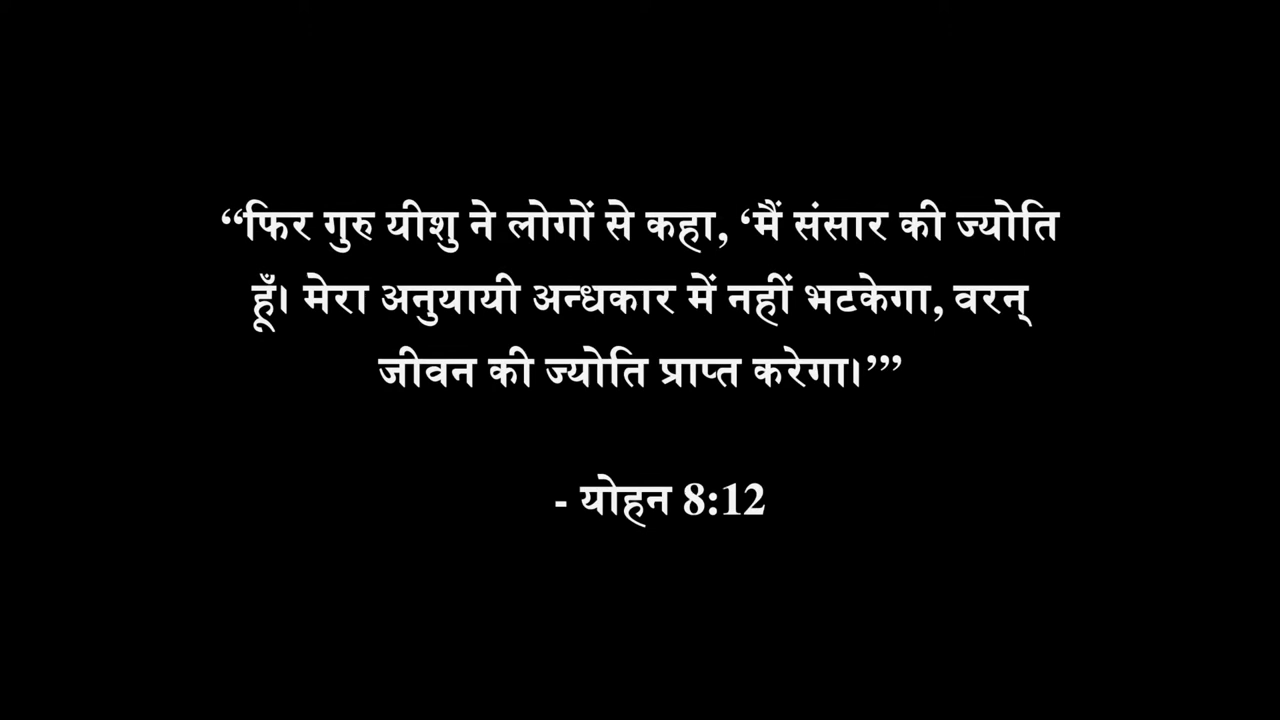 “फिर गुरु यीशु ने लोगों से कहा, ‘मैं संसार की ज्योति
हूँ। मेरा अनुयायी अन्धकार में नहीं भटकेगा, वरन्
जीवन की ज्योति प्राप्त करेगा।’”’
- योहन 8:12